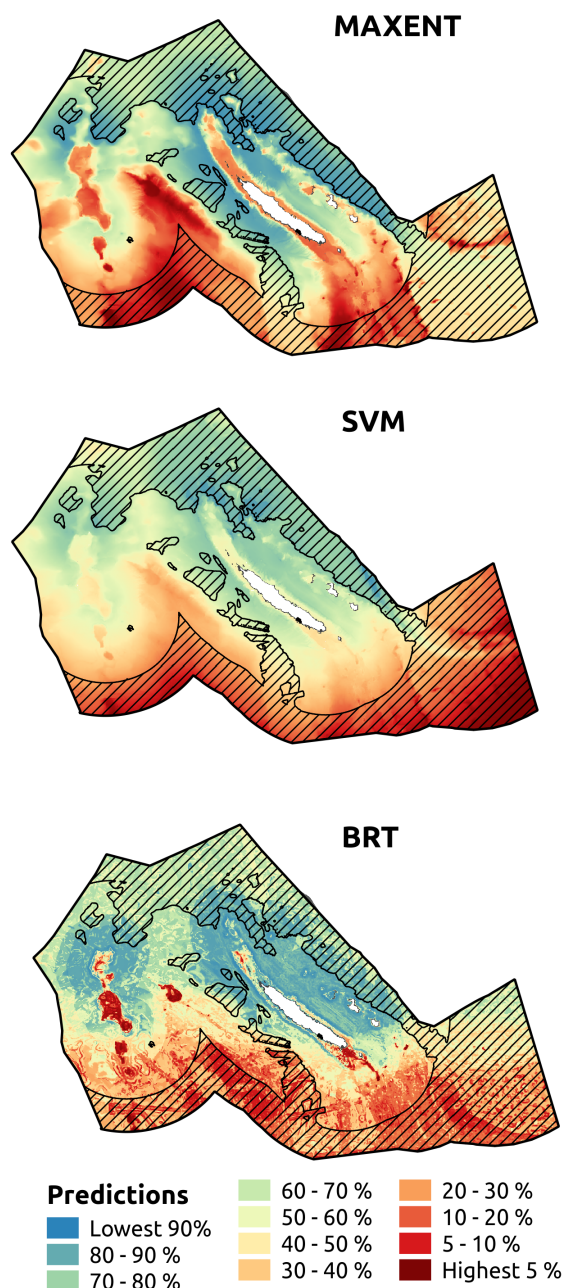 MAXENT
SVM
BRT
Predictions
Lowest 90%
80 - 90 %
70 - 80 %
60 - 70 %
50 - 60 %
40 - 50 %
30 - 40 %
20 - 30 %
10 - 20 %
5 - 10 %
Highest 5 %